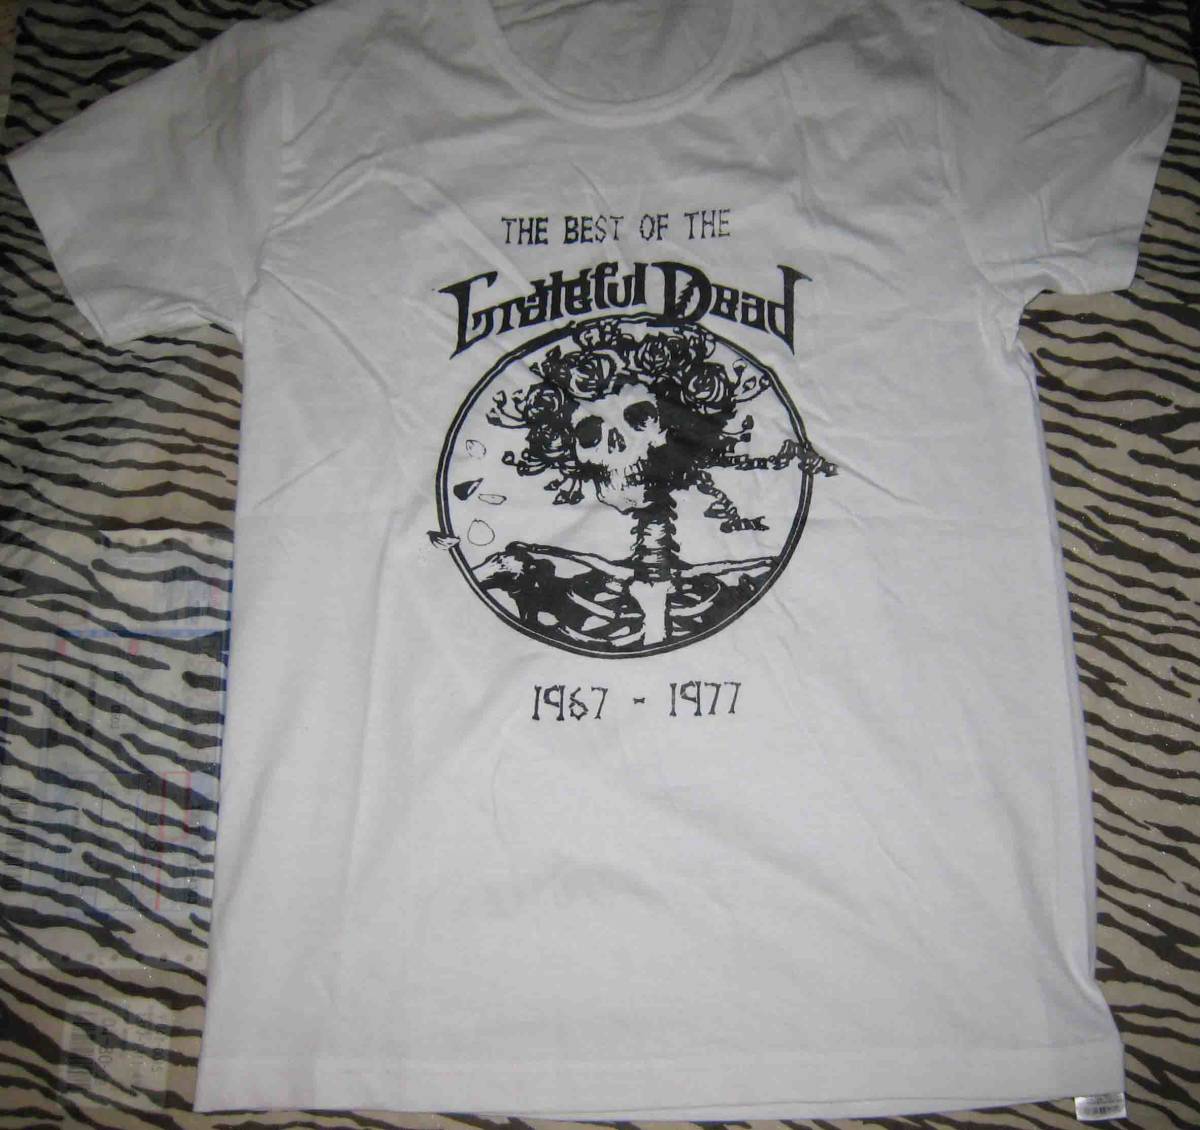 THE BEST OF THE
Grateful Dead
1967 - 1977